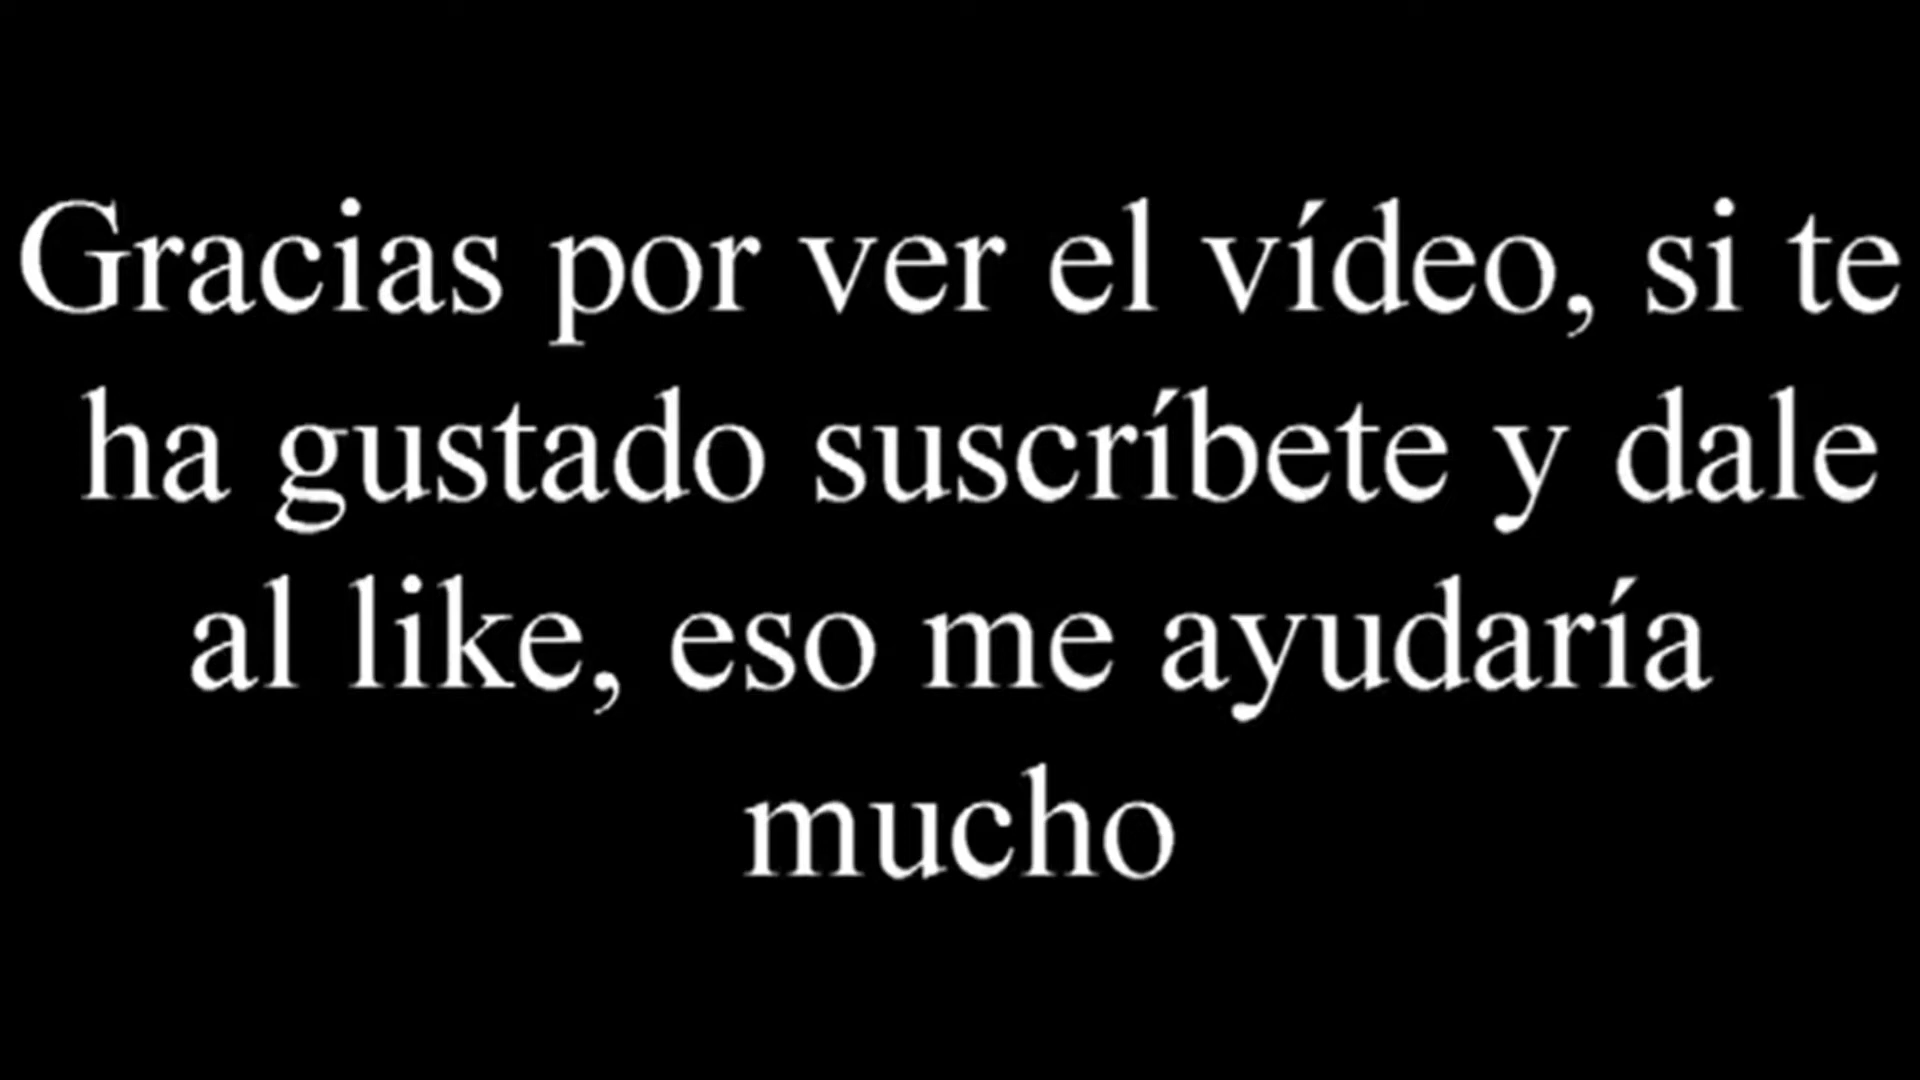 Gracias por ver el vídeo, si te
ha gustado suscríbete y dale
al like, eso me ayudaría
mucho